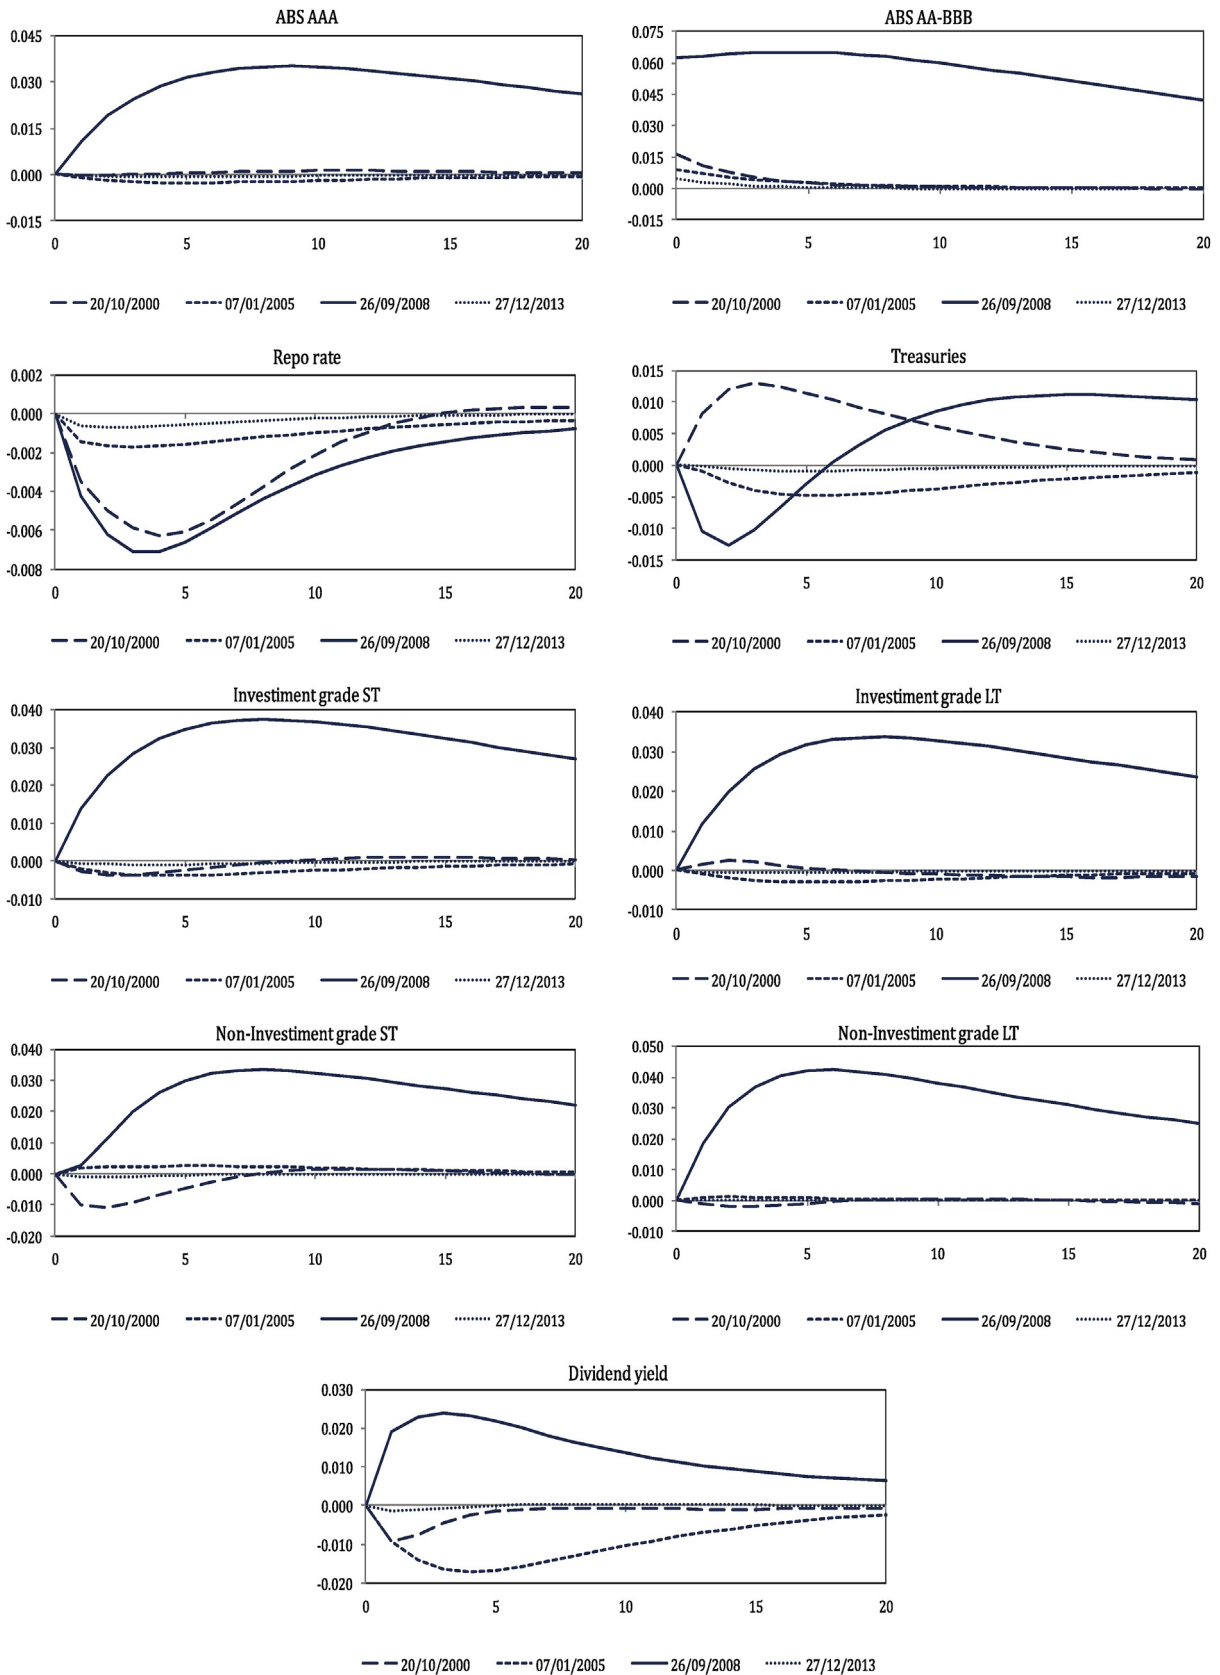 ABS AAA
0.045
0.030
0.015
0.000
-0.015
0 5 10 15 20
20/10/2000 07/01/2005 26/09/2008 27/12/2013
ABS AA-BBB
0.075
0.060
0.045
0.030
0.015
0.000
-0.015
0 5 10 15 20
20/10/2000 07/01/2005 26/09/2008 27/12/2013
Repo rate
0.002
0.000
-0.002
-0.004
-0.006
-0.008
0 5 10 15 20
20/10/2000 07/01/2005 26/09/2008 27/12/2013
Treasuries
0.015
0.010
0.005
0.000
-0.005
-0.010
-0.015
0 5 10 15 20
20/10/2000 07/01/2005 26/09/2008 27/12/2013
Investiment grade ST
0.040
0.030
0.020
0.010
0.000
-0.010
0 5 10 15 20
20/10/2000 07/01/2005 26/09/2008 27/12/2013
Investiment grade LT
0.040
0.030
0.020
0.010
0.000
-0.010
0 5 10 15 20
20/10/2000 07/01/2005 26/09/2008 27/12/2013
Non-Investiment grade ST
0.040
0.030
0.020
0.010
0.000
-0.010
-0.020
0 5 10 15 20
20/10/2000 07/01/2005 26/09/2008 27/12/2013
Non-Investiment grade LT
0.050
0.040
0.030
0.020
0.010
0.000
-0.010
0 5 10 15 20
20/10/2000 07/01/2005 26/09/2008 27/12/2013
Dividend yield
0.030
0.020
0.010
0.000
-0.010
-0.020
0 5 10 15 20
20/10/2000 07/01/2005 26/09/2008 27/12/2013